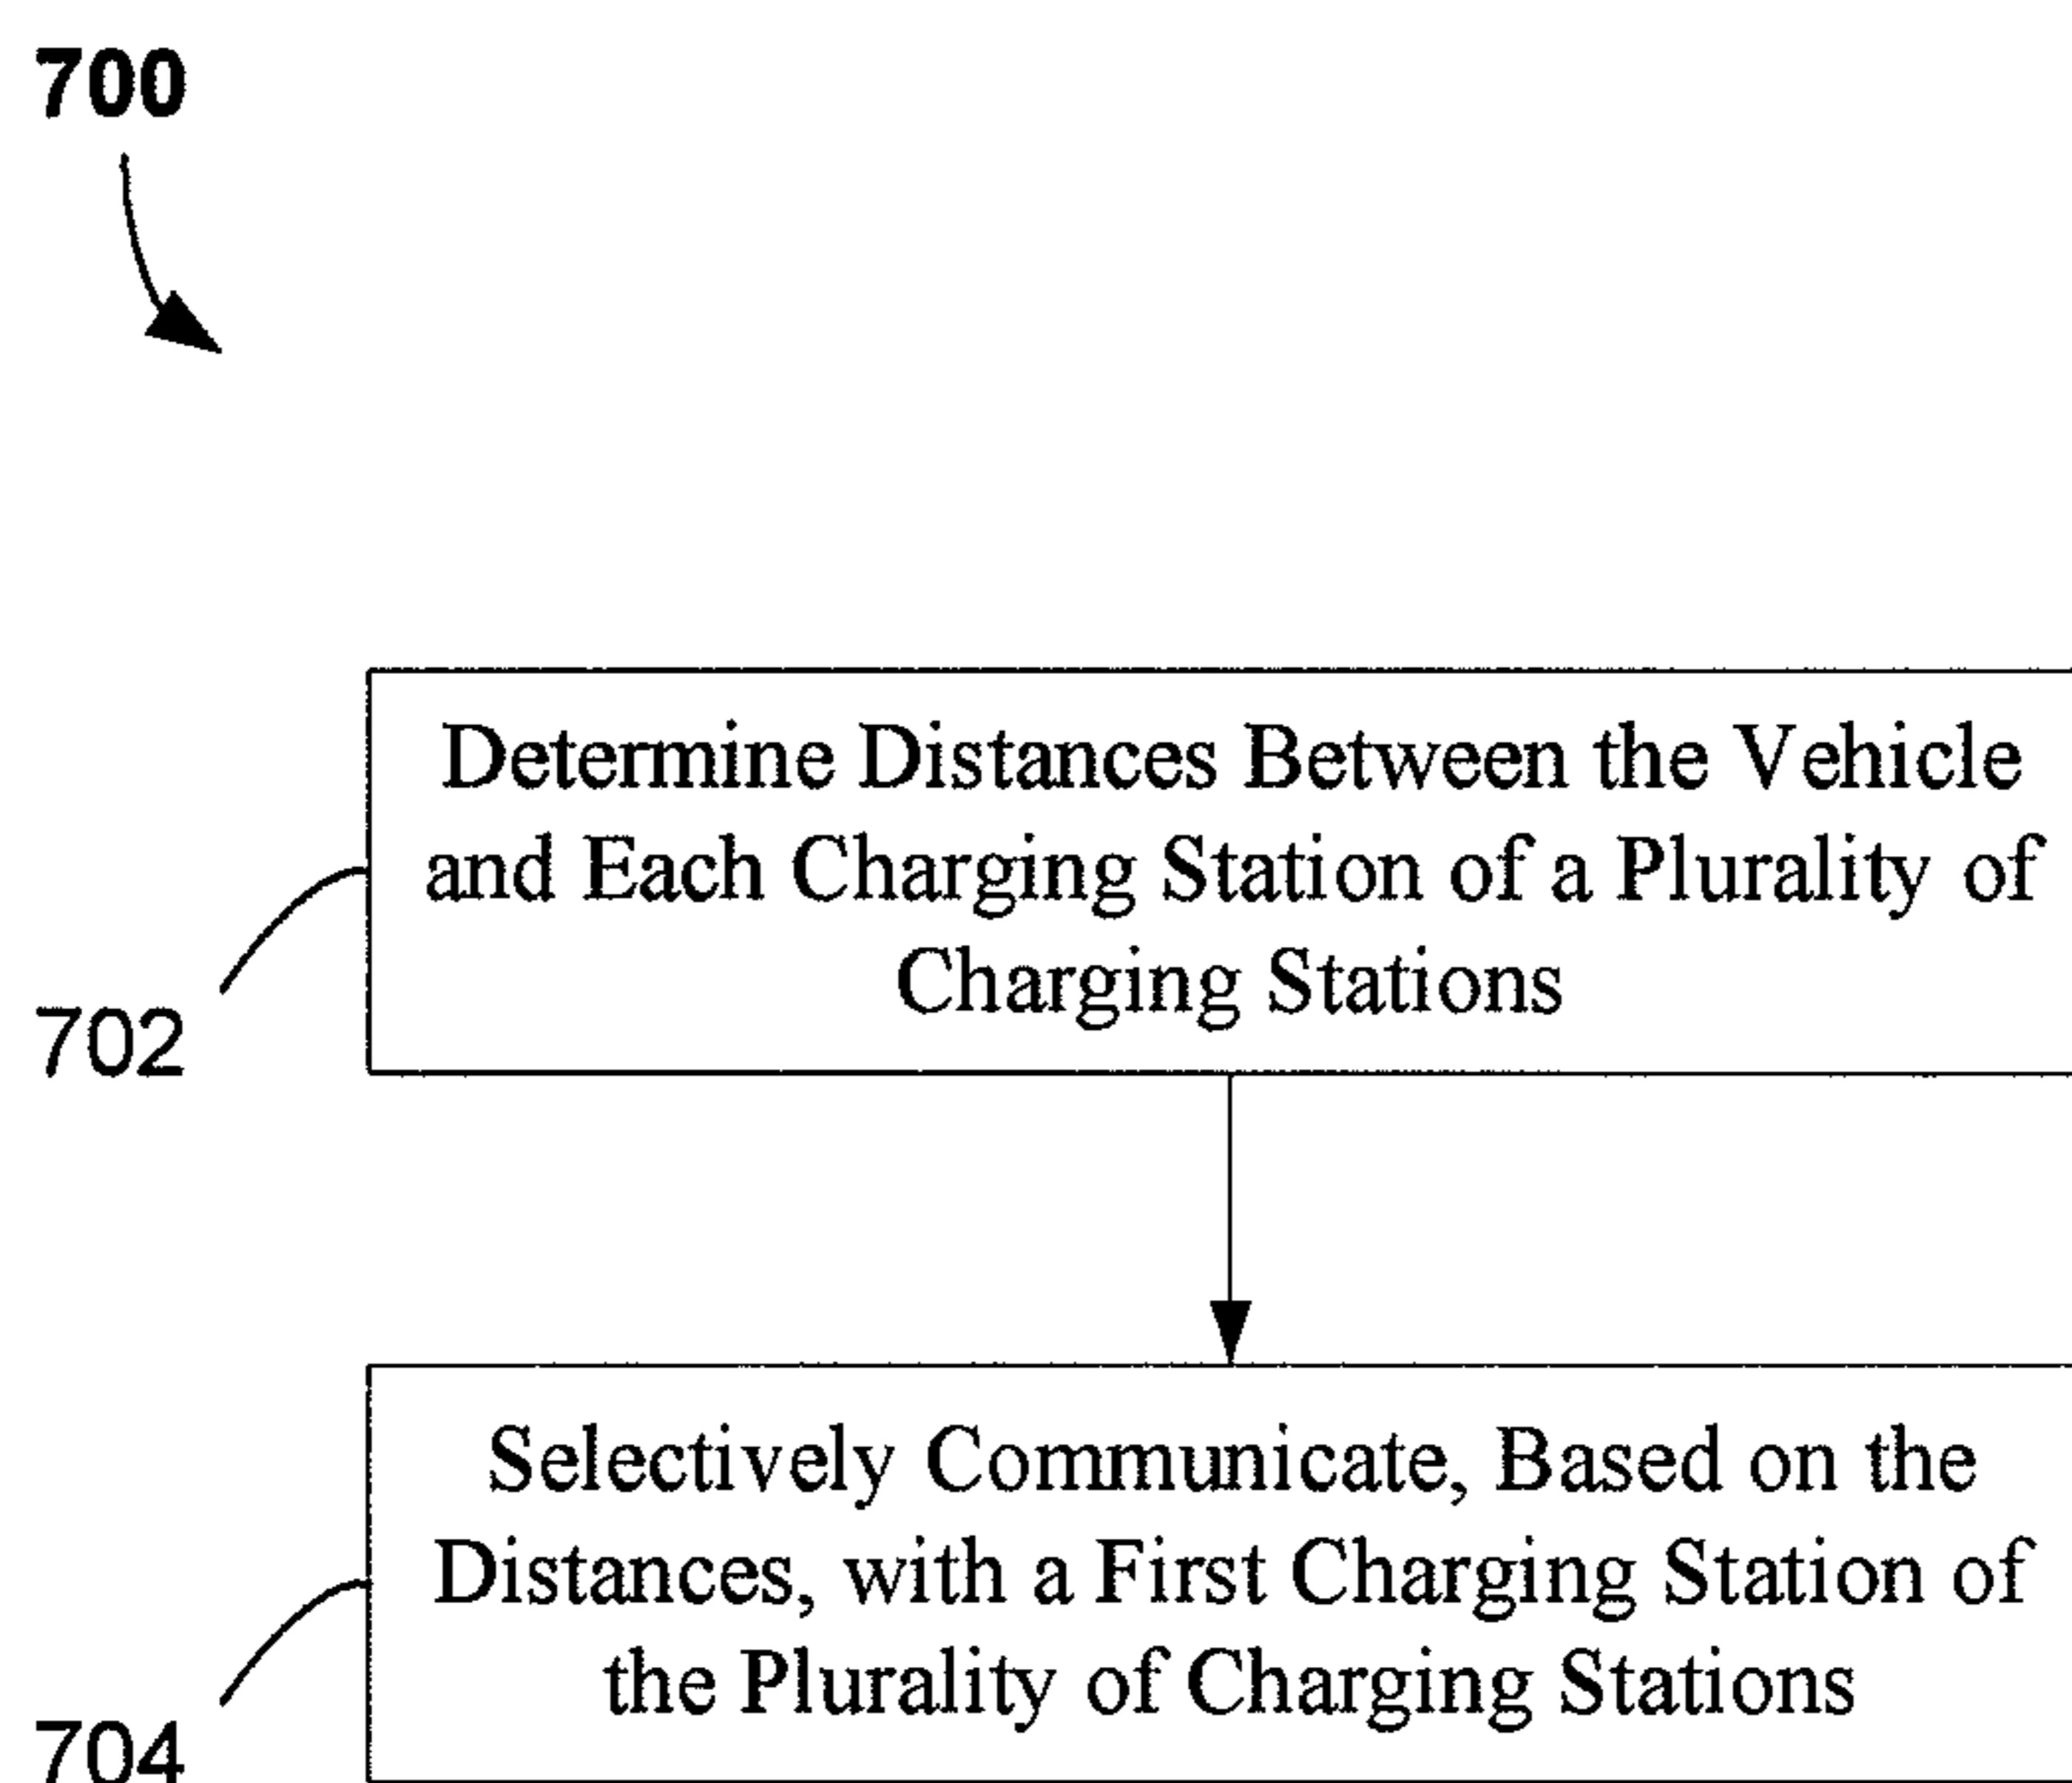 700
Determine Distances Between the Vehicle
and Each Charging Station of a Plurality of
Charging Stations
702
Selectively Communicate, Based on the
Distances, with a First Charging Station of
the Plurality of Charging Stations
704